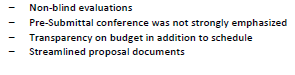 – Non-blind evaluations
– Pre-Submittal conference was not strongly emphasized
– Transparency on budget in addition to schedule
– Streamlined proposal documents